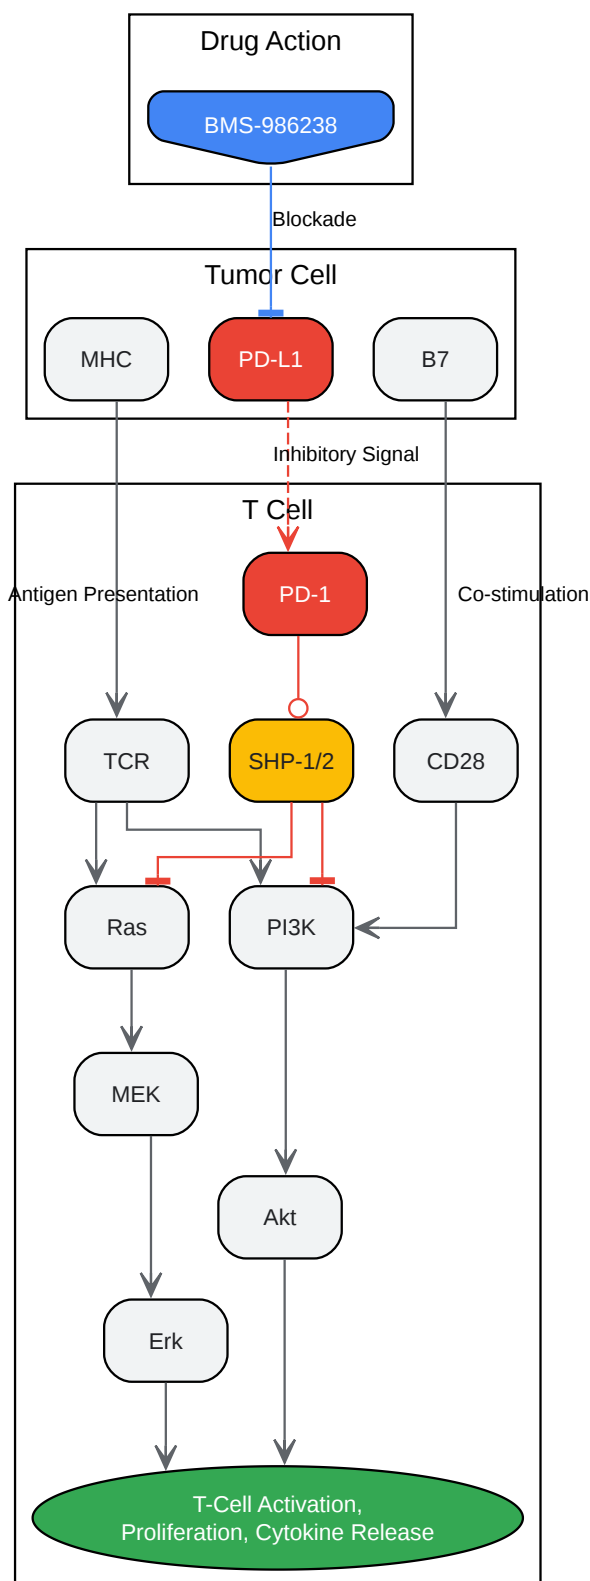 Drug Action
BMS-986238
Blockade
Tumor Cell
MHC
PD-L1
B7
Inhibitory Signal
T Cell
Antigen Presentation
PD-1
Co-stimulation
TCR
SHP-1/2
CD28
Ras
PI3K
MEK
Akt
Erk
T-Cell Activation,
Proliferation, Cytokine Release